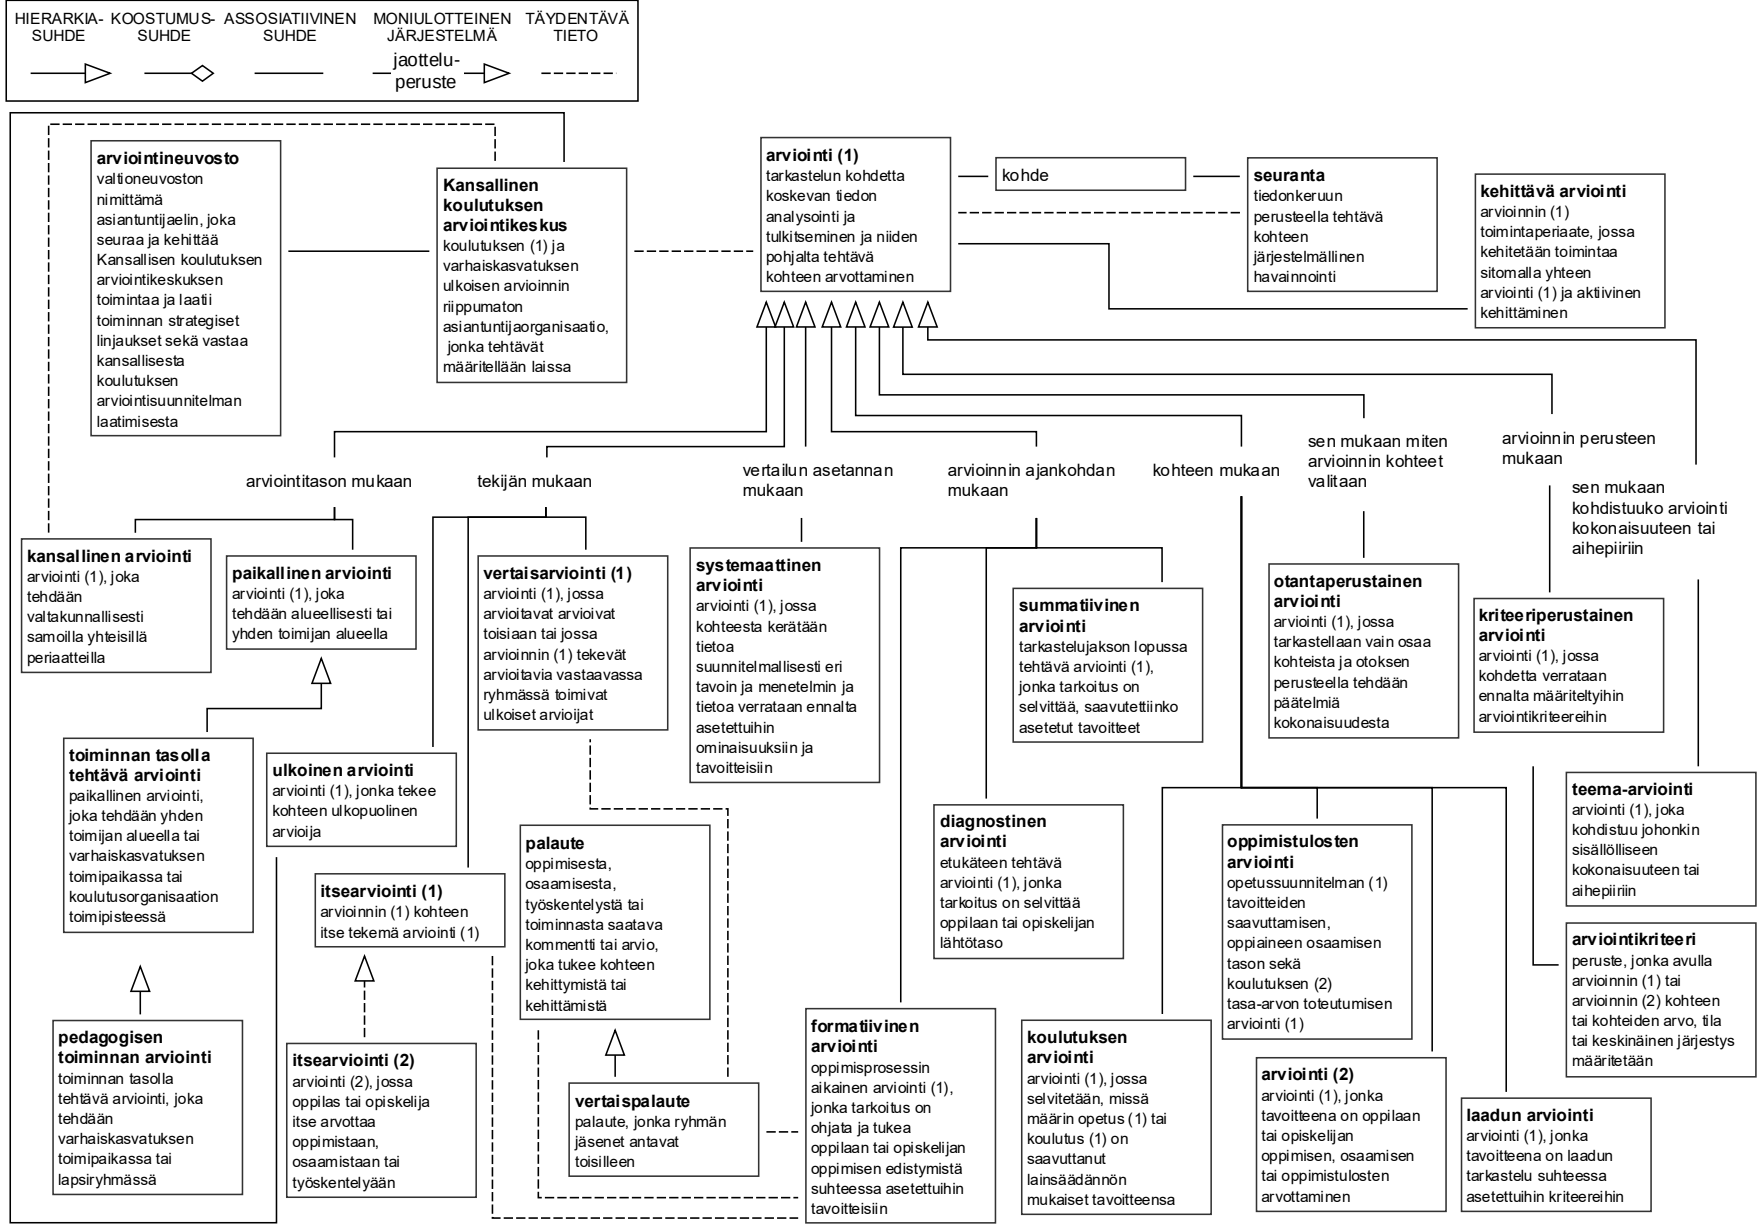 HIERARKIA-
SUHDE
KOOSTUMUS-
SUHDE
ASSOSIATIIVINEN
SUHDE
MONIULOTTEINEN
JÄRJESTELMÄ
jaottelu-
peruste
TÄYDENTÄVÄ
TIETO
arviointineuvosto
valtioneuvoston
nimittämä
asiantuntijaelin, joka
seuraa ja kehittää
Kansallisen koulutuksen
arviointikeskuksen
toimintaa ja laatii
toiminnan strategiset
linjaukset sekä vastaa
kansallisesta
koulutuksen
arviointisuunnitelman
laatimisesta
Kansallinen
koulutuksen
arviointikeskus
koulutuksen (1) ja
varhaiskasvatuksen
ulkoisen arvioinnin
riippumaton
asiantuntijaorganisaatio,
jonka tehtävät
määritellään laissa
arviointi (1)
tarkastelun kohdetta
koskevan tiedon
analysointi ja
tulkitseminen ja niiden
pohjalta tehtävä
kohteen arvottaminen
kohde
seuranta
tiedonkeruun
perusteella tehtävä
kohteen
järjestelmällinen
havainnointi
kehittävä arviointi
arvioinnin (1)
toimintaperiaate, jossa
kehitetään toimintaa
sitomalla yhteen
arviointi (1) ja aktiivinen
kehittäminen
arviointitason mukaan
tekijän mukaan
vertailun asetannan
mukaan
arvioinnin ajankohdan
mukaan
kohteen mukaan
sen mukaan miten
arvioinnin kohteet
valitaan
arvioinnin perusteen
mukaan
sen mukaan
kohdistuuko arviointi
kokonaisuuteen tai
aihepiiriin
kansallinen arviointi
arviointi (1), joka
tehdään
valtakunnallisesti
samoilla yhteisillä
periaatteilla
paikallinen arviointi
arviointi (1), joka
tehdään alueellisesti tai
yhden toimijan alueella
vertaisarviointi (1)
arviointi (1), jossa
arvioitavat arvioivat
toisiaan tai jossa
arvioinnin (1) tekevät
arvioitavia vastaavassa
ryhmässä toimivat
ulkoiset arvioijat
systemaattinen
arviointi
arviointi (1), jossa
kohteesta kerätään
tietoa
suunnitelmallisesti eri
tavoin ja menetelmin ja
tietoa verrataan ennalta
asetettuihin
ominaisuuksiin ja
tavoitteisiin
summatiivinen
arviointi
tarkastelujakson lopussa
tehtävä arviointi (1),
jonka tarkoitus on
selvittää, saavutettiinko
asetetut tavoitteet
otantaperustainen
arviointi
arviointi (1), jossa
tarkastellaan vain osaa
kohteista ja otoksen
perusteella tehdään
päätelmiä
kokonaisuudesta
kriteeriperustainen
arviointi
arviointi (1), jossa
kohdetta verrataan
ennalta määriteltyihin
arviointikriteereihin
toiminnan tasolla
tehtävä arviointi
paikallinen arviointi,
joka tehdään yhden
toimijan alueella tai
varhaiskasvatuksen
toimipaikassa tai
koulutusorganisaation
toimipisteessä
ulkoinen arviointi
arviointi (1), jonka tekee
kohteen ulkopuolinen
arvioija
teema-arviointi
arviointi (1), joka
kohdistuu johonkin
sisällölliseen
kokonaisuuteen tai
aihepiiriin
itsearviointi (1)
arvioinnin (1) kohteen
itse tekemä arviointi (1)
palaute
oppimisesta,
osaamisesta,
työskentelystä tai
toiminnasta saatava
kommentti tai arvio,
joka tukee kohteen
kehittymistä tai
kehittämistä
diagnostinen
arviointi
etukäteen tehtävä
arviointi (1), jonka
tarkoitus on selvittää
oppilaan tai opiskelijan
lähtötaso
oppimistulosten
arviointi
opetussuunnitelman (1)
tavoitteiden
saavuttamisen,
oppiaineen osaamisen
tason sekä
koulutuksen (2)
tasa-arvon toteutumisen
arviointi (1)
arviointikriteeri
peruste, jonka avulla
arvioinnin (1) tai
arvioinnin (2) kohteen
tai kohteiden arvo, tila
tai keskinäinen järjestys
määritetään
pedagogisen
toiminnan arviointi
toiminnan tasolla
tehtävä arviointi, joka
tehdään
varhaiskasvatuksen
toimipaikassa tai
lapsiryhmässä
itsearviointi (2)
arviointi (2), jossa
oppilas tai opiskelija
itse arvottaa
oppimistaan,
osaamistaan tai
työskentelyään
vertaispalaute
palaute, jonka ryhmän
jäsenet antavat
toisilleen
formatiivinen
arviointi
oppimisprosessin
aikainen arviointi (1),
jonka tarkoitus on
ohjata ja tukea
oppilaan tai opiskelijan
oppimisen edistymistä
suhteessa asetettuihin
tavoitteisiin
koulutuksen
arviointi
arviointi (1), jossa
selvitetään, missä
määrin opetus (1) tai
koulutus (1) on
saavuttanut
lainsäädännön
mukaiset tavoitteensa
arviointi (2)
arviointi (1), jonka
tavoitteena on oppilaan
tai opiskelijan
oppimisen, osaamisen
tai oppimistulosten
arvottaminen
laadun arviointi
arviointi (1), jonka
tavoitteena on laadun
tarkastelu suhteessa
asetettuihin kriteereihin